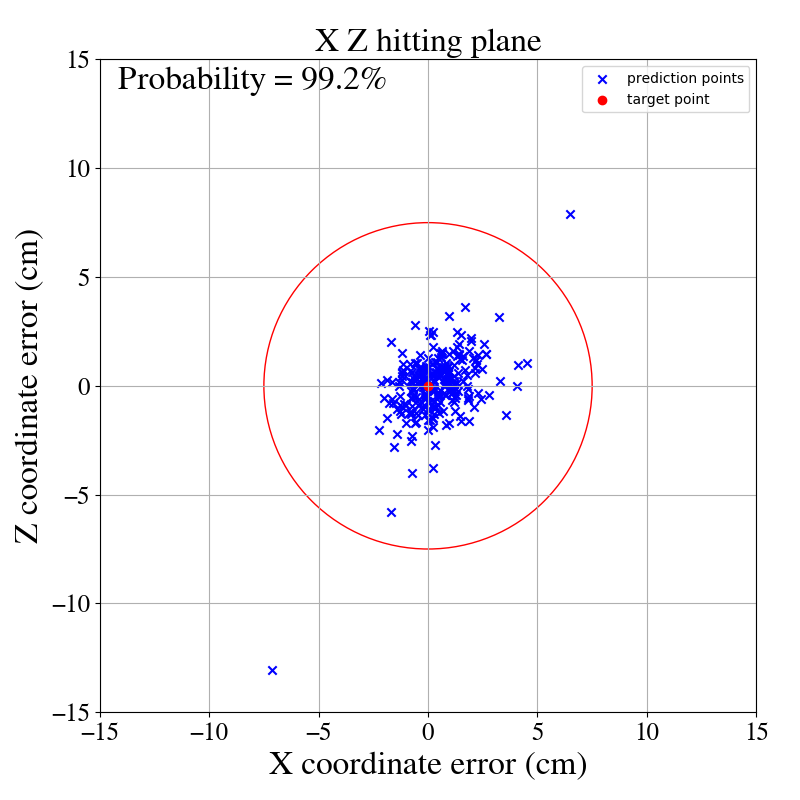 X Z hitting plane
Probability = 99.2%
prediction points
target point
15
10
5
0
−5
−10
−15
Z coordinate error (cm)
−15 −10 −5 0 5 10 15
X coordinate error (cm)